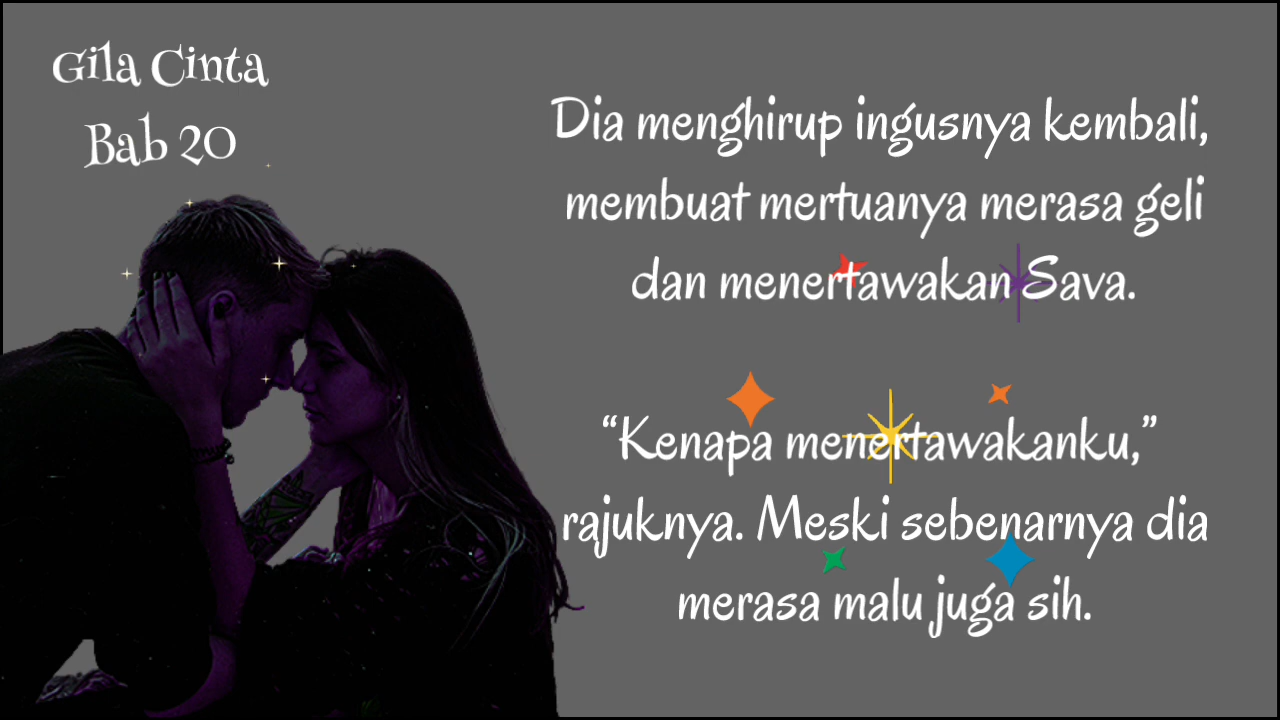 Gila Cinta
Bab 20
Dia menghirup ingusnya kembali,
membuat mertuanya merasa geli
dan menertawakan Sava.
“Kenapa menertawakanku,”
rajuknya. Meski sebenarnya dia
merasa malu juga sih.